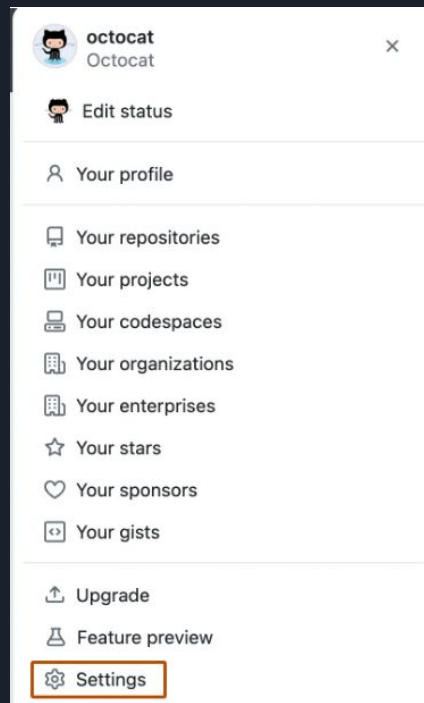 octocat
Octocat
Edit status
Your profile
Your repositories
Your projects
Your codespaces
Your organizations
Your enterprises
Your stars
Your sponsors
Your gists
Upgrade
Feature preview
Settings